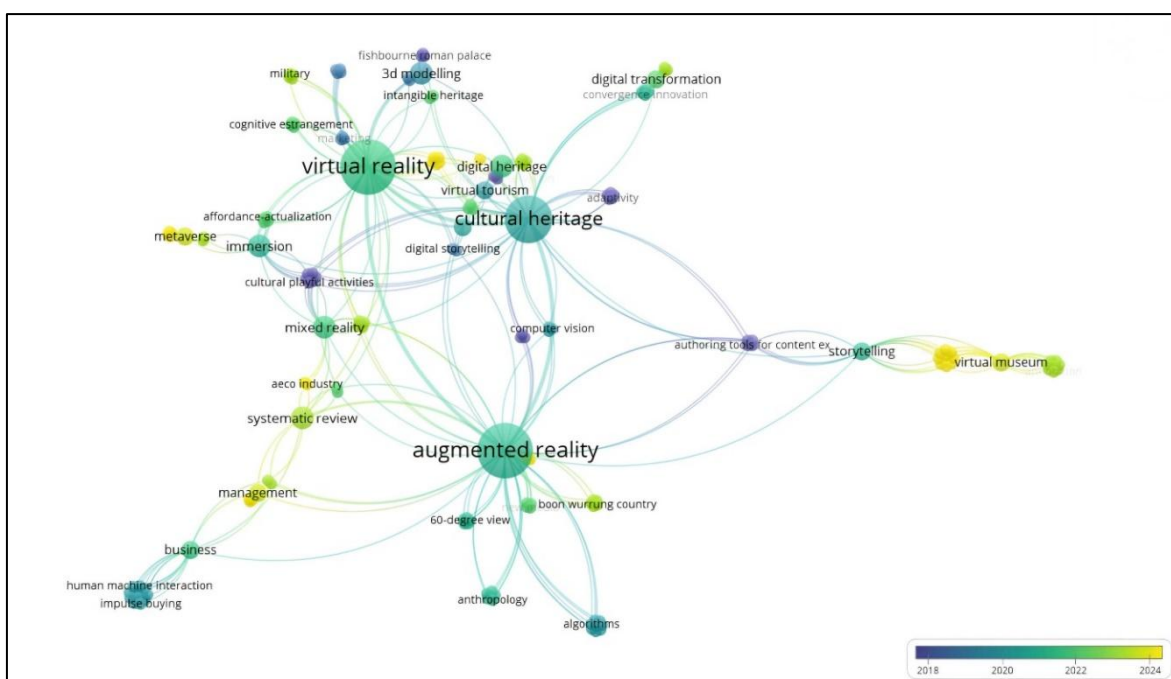 fishbourne roman palace
military
3d modelling
digital transformation
intangible heritage
convergence innovation
cognitive estrangement
marketing
virtual reality
digital heritage
virtual tourism
adaptivity
affordance-actualization
cultural heritage
metaverse
immersion
digital storytelling
cultural playful activities
mixed reality
computer vision
authoring tools for content ex
storytelling
virtual museum
aeco industry
systematic review
augmented reality
management
boon wurrung country
60-degree view
business
human machine interaction
impulse buying
anthropology
algorithms
2018 2020 2022 2024